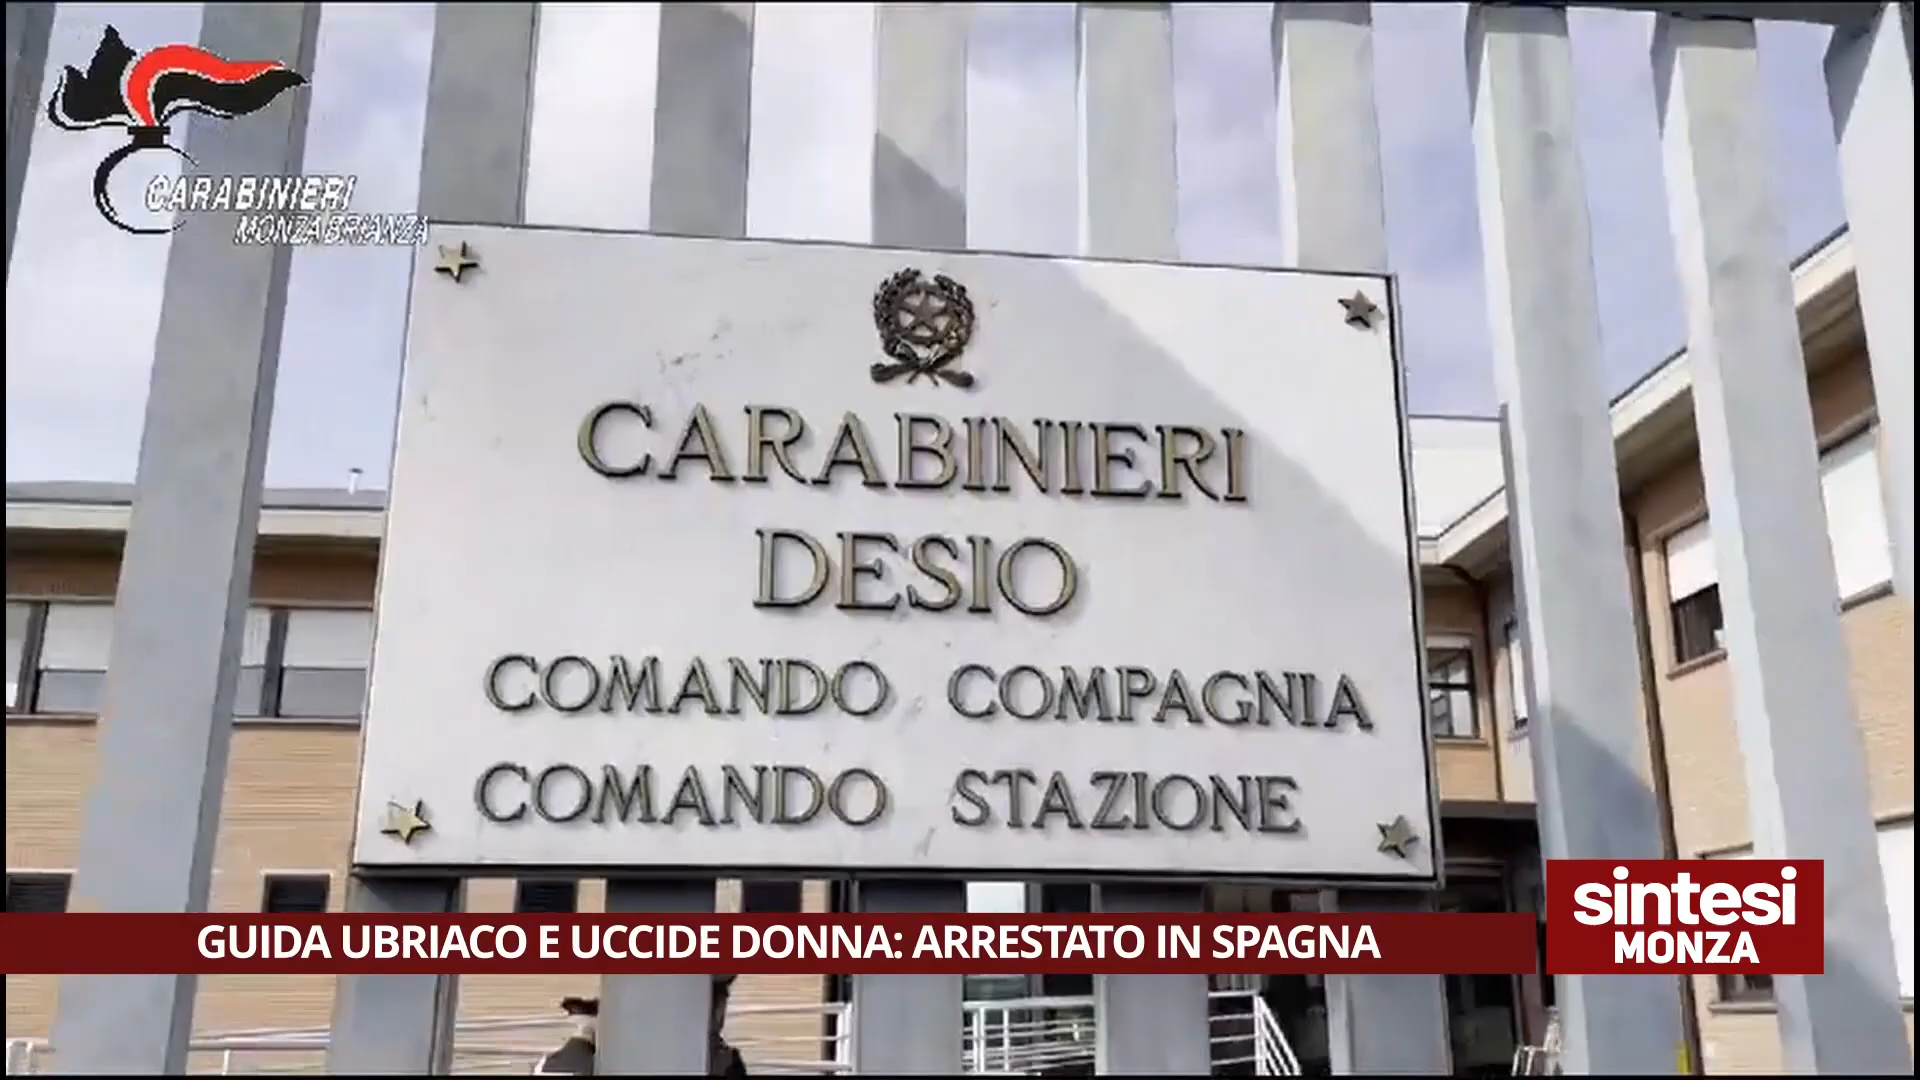 CARABINIERI
MONZA BRIANZA
CARABINIERI
DESIO
COMANDO COMPAGNIA
COMANDO STAZIONE
GUIDA UBRIACO E UCCIDE DONNA: ARRESTATO IN SPAGNA
sintesi
MONZA